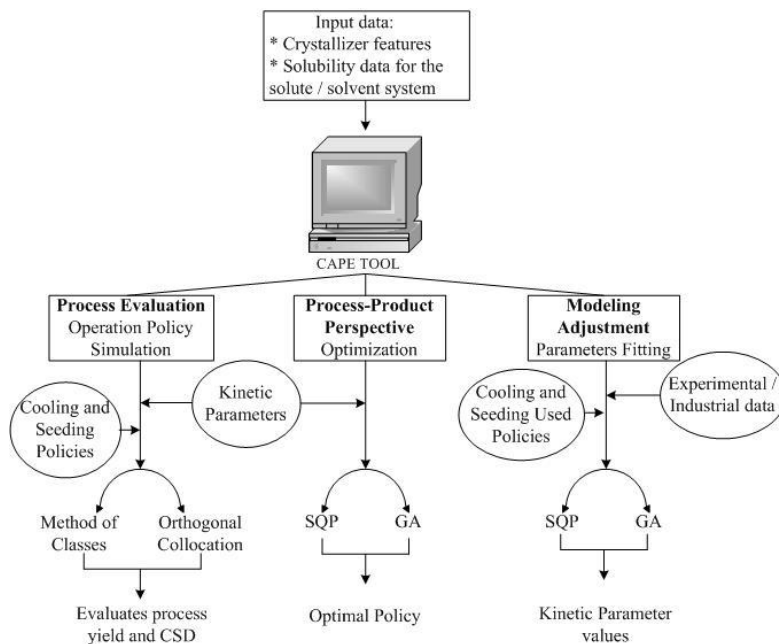 Input data:
* Crystallizer features
* Solubility data for the
solute / solvent system
CAPE TOOL
Process Evaluation
Operation Policy
Simulation
Process-Product
Perspective
Optimization
Modeling
Adjustment
Parameters Fitting
Cooling and
Seeding
Policies
Kinetic
Parameters
Cooling and
Seeding Used
Policies
Experimental /
Industrial data
Method of
Classes
Orthogonal
Collocation
SQP
GA
SQP
GA
Evaluates process
yield and CSD
Optimal Policy
Kinetic Parameter
values